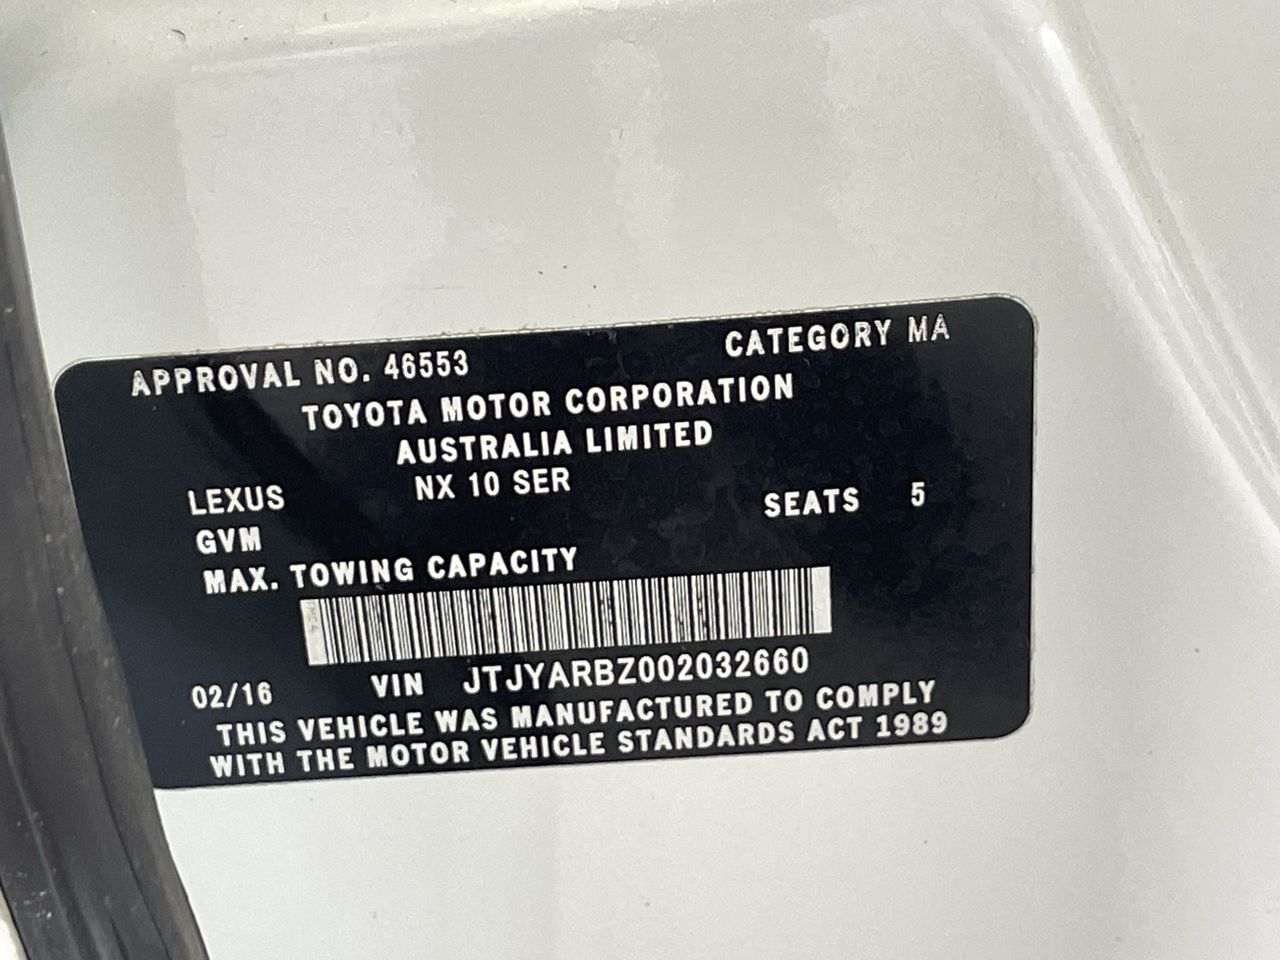 APPROVAL NO. 46553 CATEGORY MA
TOYOTA MOTOR CORPORATION
AUSTRALIA LIMITED
LEXUS NX 10 SER
GVM SEATS 5
MAX. TOWING CAPACITY
02/16 VIN JTJYARBZ002032660
THIS VEHICLE WAS MANUFACTURED TO COMPLY
WITH THE MOTOR VEHICLE STANDARDS ACT 1989